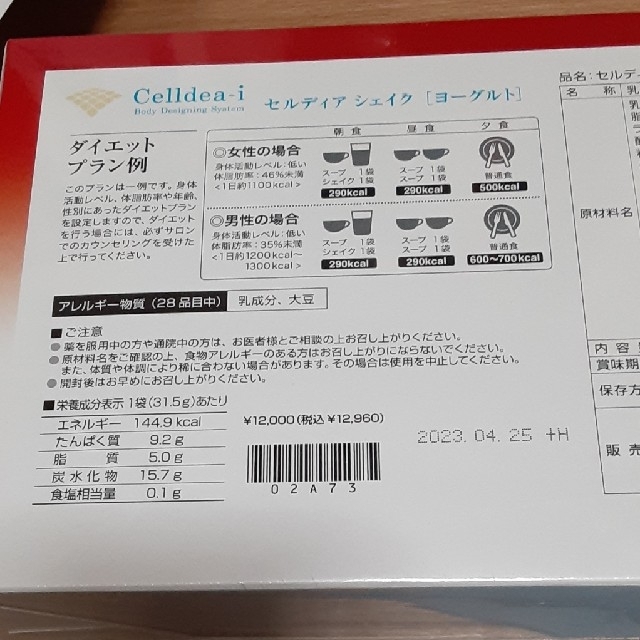 Celldea-i
Body Designing System
セルディア シェイク [ヨーグルト]
ダイエット
プラン例
このプランは一例です。身体
活動レベル、体脂肪率や年齢、
性別にあったダイエットプラン
を設定しますので、ダイエット
を行う場合には、必ずサロン
でのカウンセリングを受けた
上で行ってください。
朝食 昼食 夕食
◎女性の場合
身体活動レベル:低い
体脂肪率:46%未満
<1日約1100kcal>
スープ 1袋
シェイク 1袋
290kcal
スープ 1袋
スープ 1袋
290kcal
普通食
500kcal
◎男性の場合
身体活動レベル:低い
体脂肪率:35%未満
<1日約1200kcal~
1300kcal>
スープ 1袋
シェイク 1袋
290kcal
スープ 1袋
スープ 1袋
290kcal
普通食
600~700kcal
アレルギー物質(28品目中) 乳成分、大豆
■ご注意
●薬を服用中の方や通院中の方は、お医者様とご相談の上お召し上がりください。
●原材料名をご確認の上、食物アレルギーのある方はお召し上がりにならないでください。
また、体質や体調により稀に合わない場合があります。その場合は使用を中止してください。
●開封後はお早めにお召し上がりください。
■栄養成分表示 1袋(31.5g)あたり
エネルギー 144.9kcal
たんぱく質 9.2g
脂質 5.0g
炭水化物 15.7g
食塩相当量 0.1g
¥12,000(税込¥12,960)
02A73
2023.04.25 +H
品名:セルデ
名称 乳
原材料名
内容
賞味期
保存方
販売